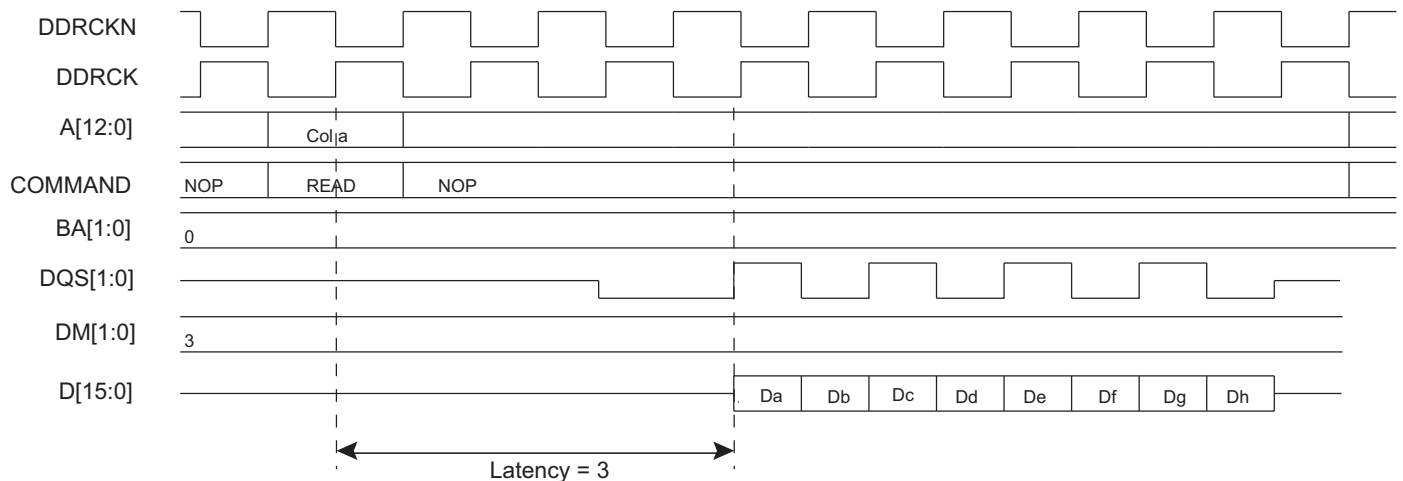 DDRCKN
DDRCK
A[12:0] Col a
COMMAND NOP READ NOP
BA[1:0] 0
DQS[1:0]
DM[1:0] 3
D[15:0] Da Db Dc Dd De Df Dg Dh
Latency = 3